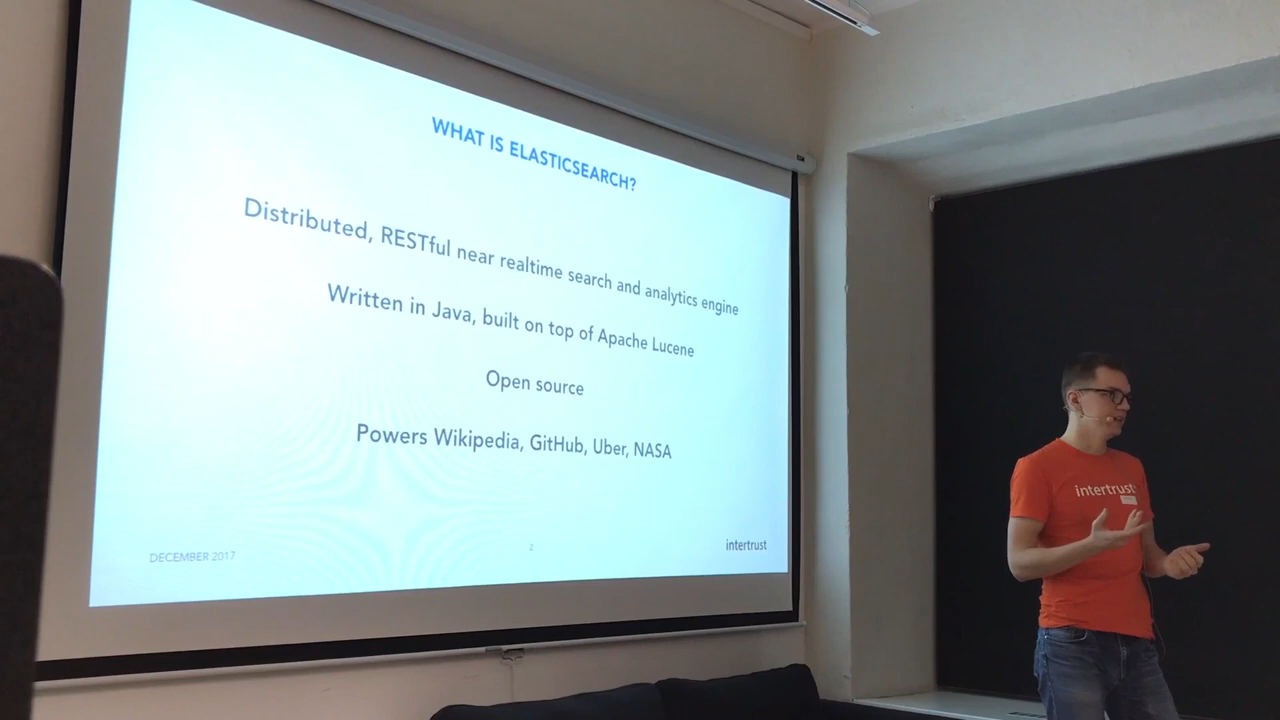 WHAT IS ELASTICSEARCH?
Distributed, RESTful near realtime search and analytics engine
Written in Java, built on top of Apache Lucene
Open source
Powers Wikipedia, GitHub, Uber, NASA
DECEMBER 2017
2
intertrust
intertrust